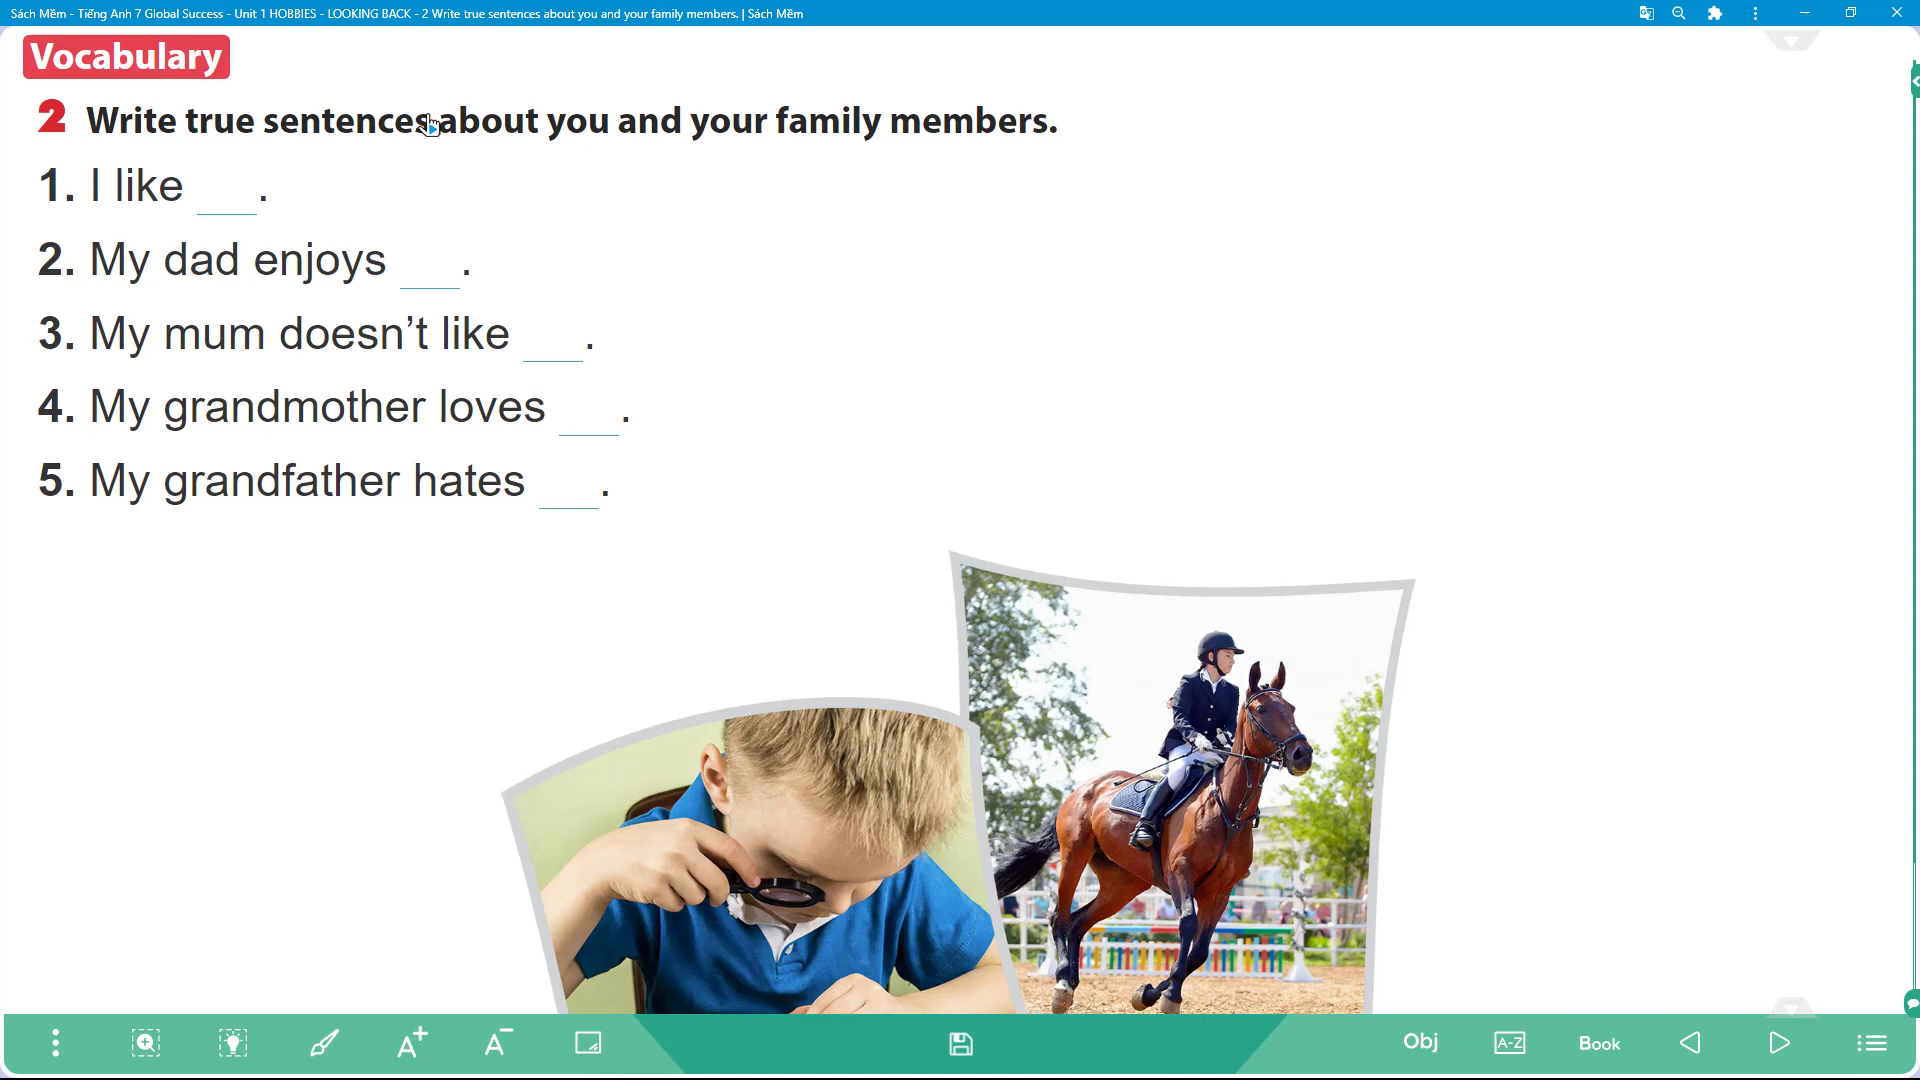 Sách Mềm - Tiếng Anh 7 Global Success - Unit 1 HOBBIES - LOOKING BACK - 2 Write true sentences about you and your family members. | Sách Mềm
Vocabulary
2 Write true sentences about you and your family members.
1. I like ___.
2. My dad enjoys ___.
3. My mum doesn’t like ___.
4. My grandmother loves ___.
5. My grandfather hates ___.
A+ A− Obj A-Z Book